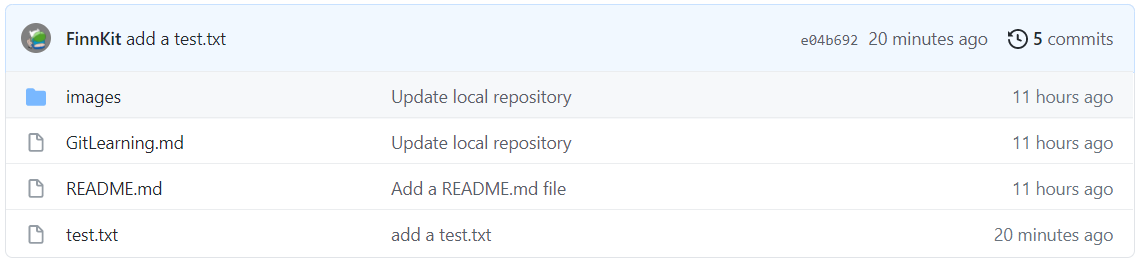 FinnKit add a test.txt e04b692 20 minutes ago 5 commits
images Update local repository 11 hours ago
GitLearning.md Update local repository 11 hours ago
README.md Add a README.md file 11 hours ago
test.txt add a test.txt 20 minutes ago